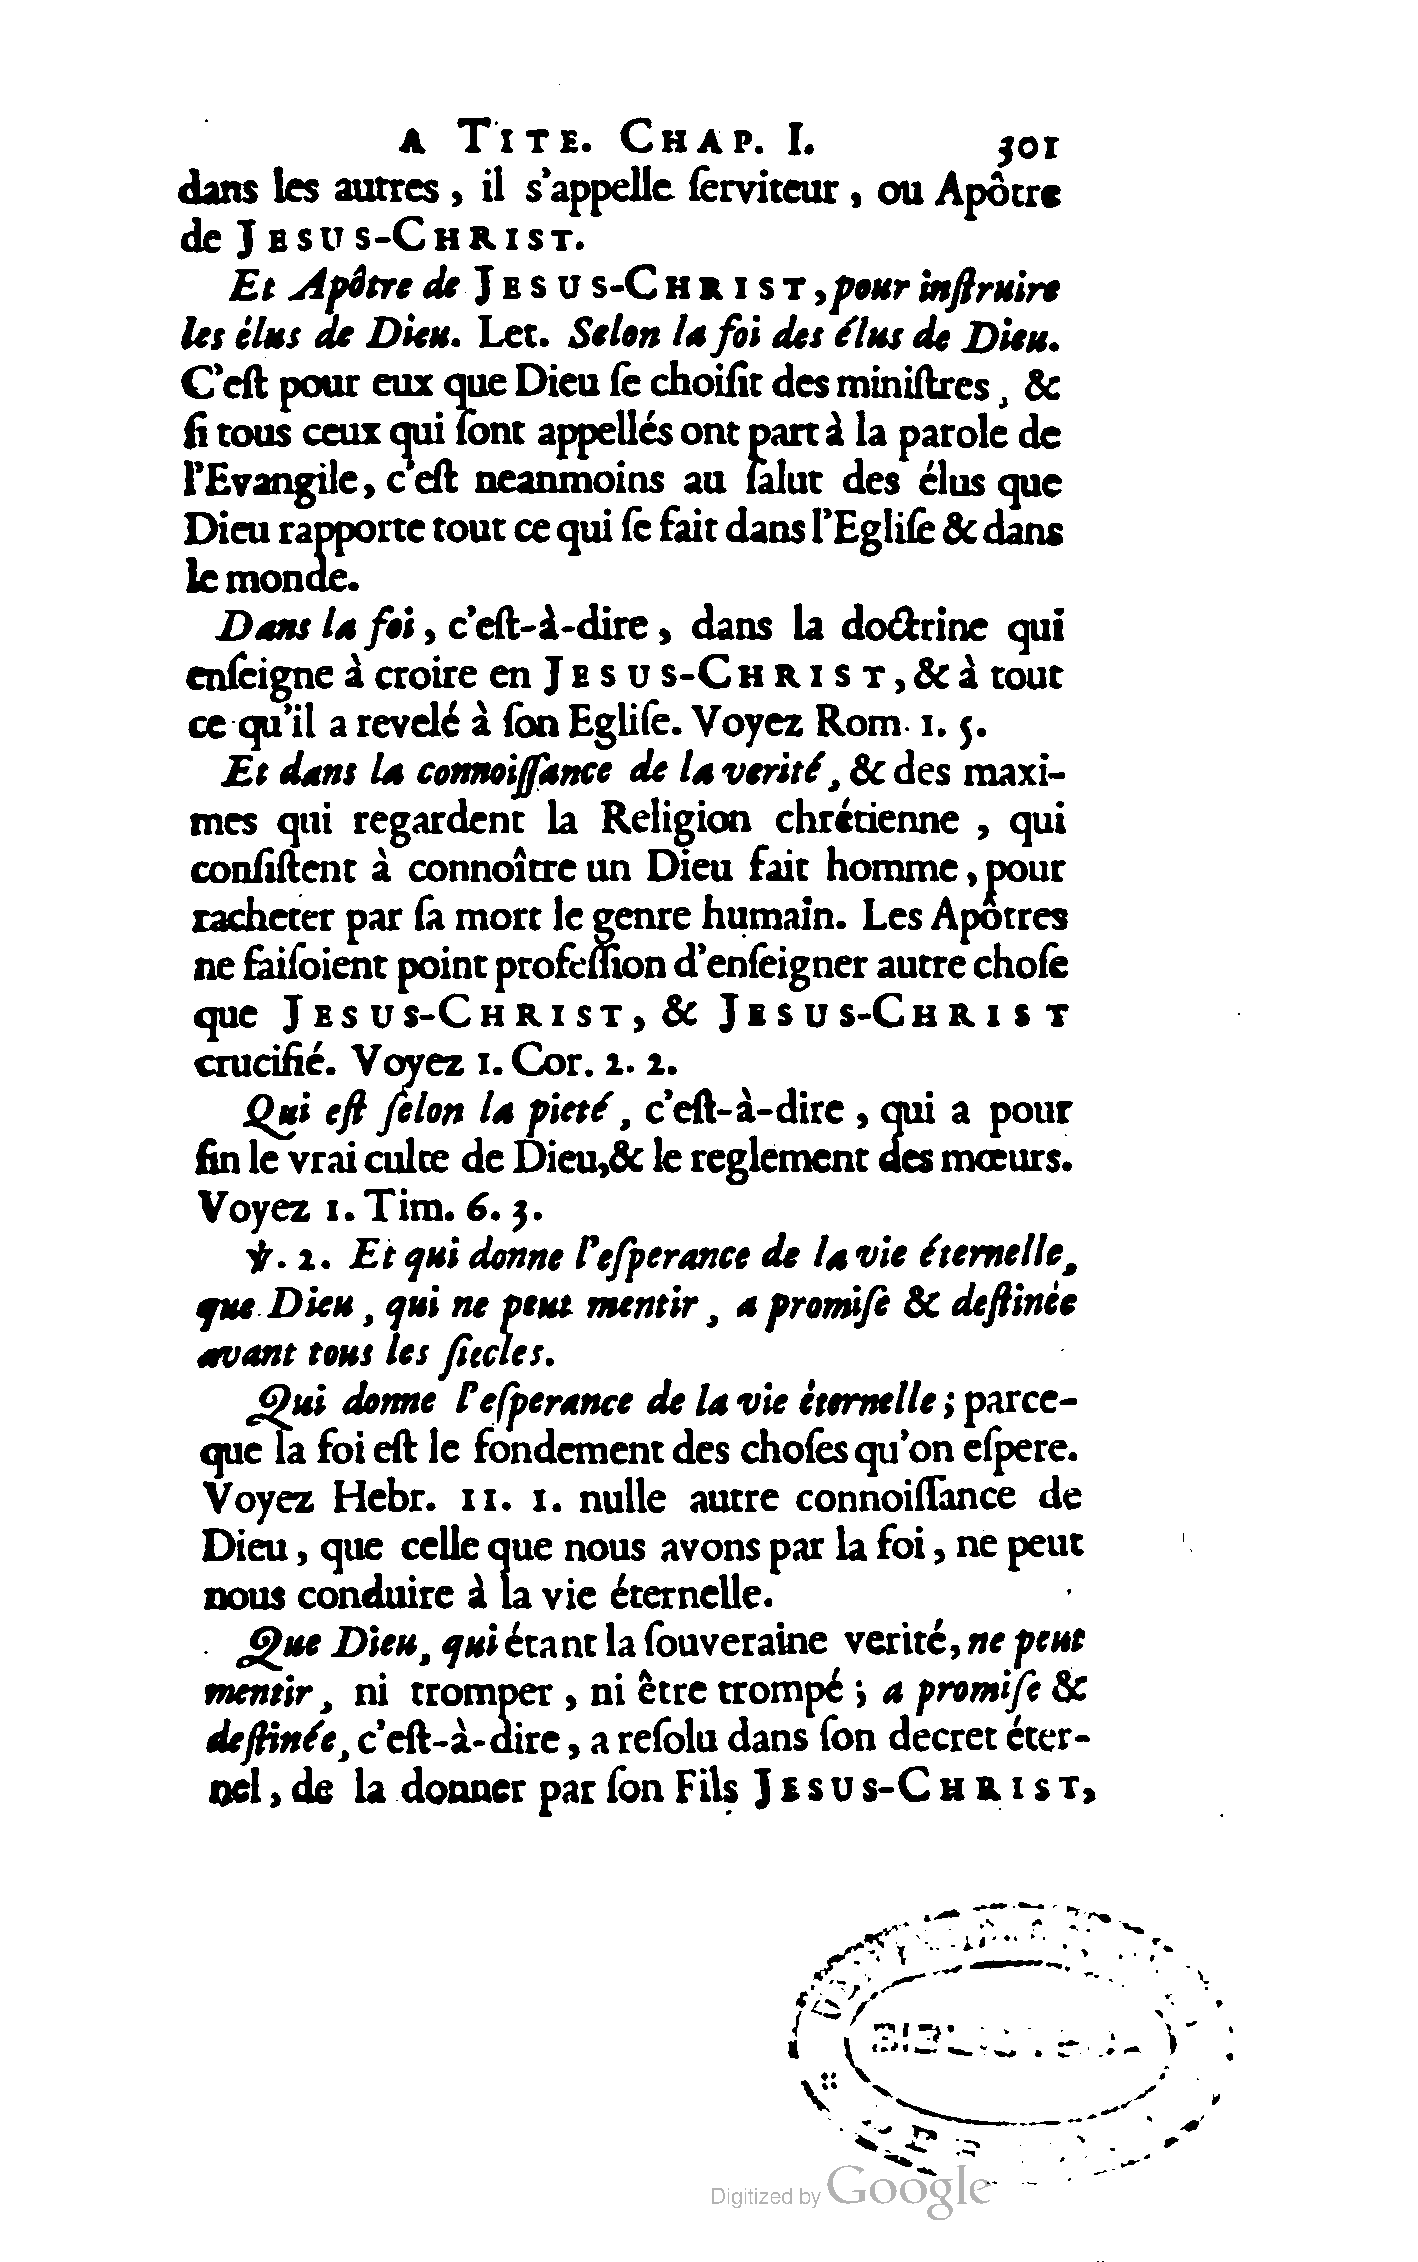 A TITE. CHAP. I. 301
dans les autres, il s'appelle ſerviteur, ou Apôtre
de JESUS-CHRIST.
Et Apôtre de JESUS-CHRIST, pour inſtruire
les élus de Dieu. Let. Selon la foi des élus de Dieu.
C'eſt pour eux que Dieu ſe choiſit des miniſtres, &
ſi tous ceux qui ſont appellés ont part à la parole de
l'Evangile, c'eſt neanmoins au ſalut des élus que
Dieu rapporte tout ce qui ſe fait dans l'Egliſe & dans
le monde.
Dans la foi, c'eſt-à-dire, dans la doctrine qui
enſeigne à croire en JESUS-CHRIST, & à tout
ce qu'il a revelé à ſon Egliſe. Voyez Rom. 1. 5.
Et dans la connoiſſance de la verité, & des maxi-
mes qui regardent la Religion chrétienne, qui
conſiſtent à connoître un Dieu fait homme, pour
racheter par ſa mort le genre humain. Les Apôtres
ne faiſoient point profeſſion d'enſeigner autre choſe
que JESUS-CHRIST, & JESUS-CHRIST
crucifié. Voyez 1. Cor. 2. 2.
Qui eſt ſelon la pieté, c'eſt-à-dire, qui a pour
fin le vrai culte de Dieu, & le reglement des mœurs.
Voyez 1. Tim. 6. 3.
℣. 2. Et qui donne l'eſperance de la vie éternelle,
que Dieu, qui ne peut mentir, a promiſe & deſtinée
avant tous les ſiecles.
Qui donne l'eſperance de la vie éternelle; parce-
que la foi eſt le fondement des choſes qu'on eſpere.
Voyez Hebr. 11. 1. nulle autre connoiſſance de
Dieu, que celle que nous avons par la foi, ne peut
nous conduire à la vie éternelle.
Que Dieu, qui étant la ſouveraine verité, ne peut
mentir, ni tromper, ni être trompé; a promiſe &
deſtinée, c'eſt-à-dire, a reſolu dans ſon decret éter-
nel, de la donner par ſon Fils JESUS-CHRIST,
Digitized by Google